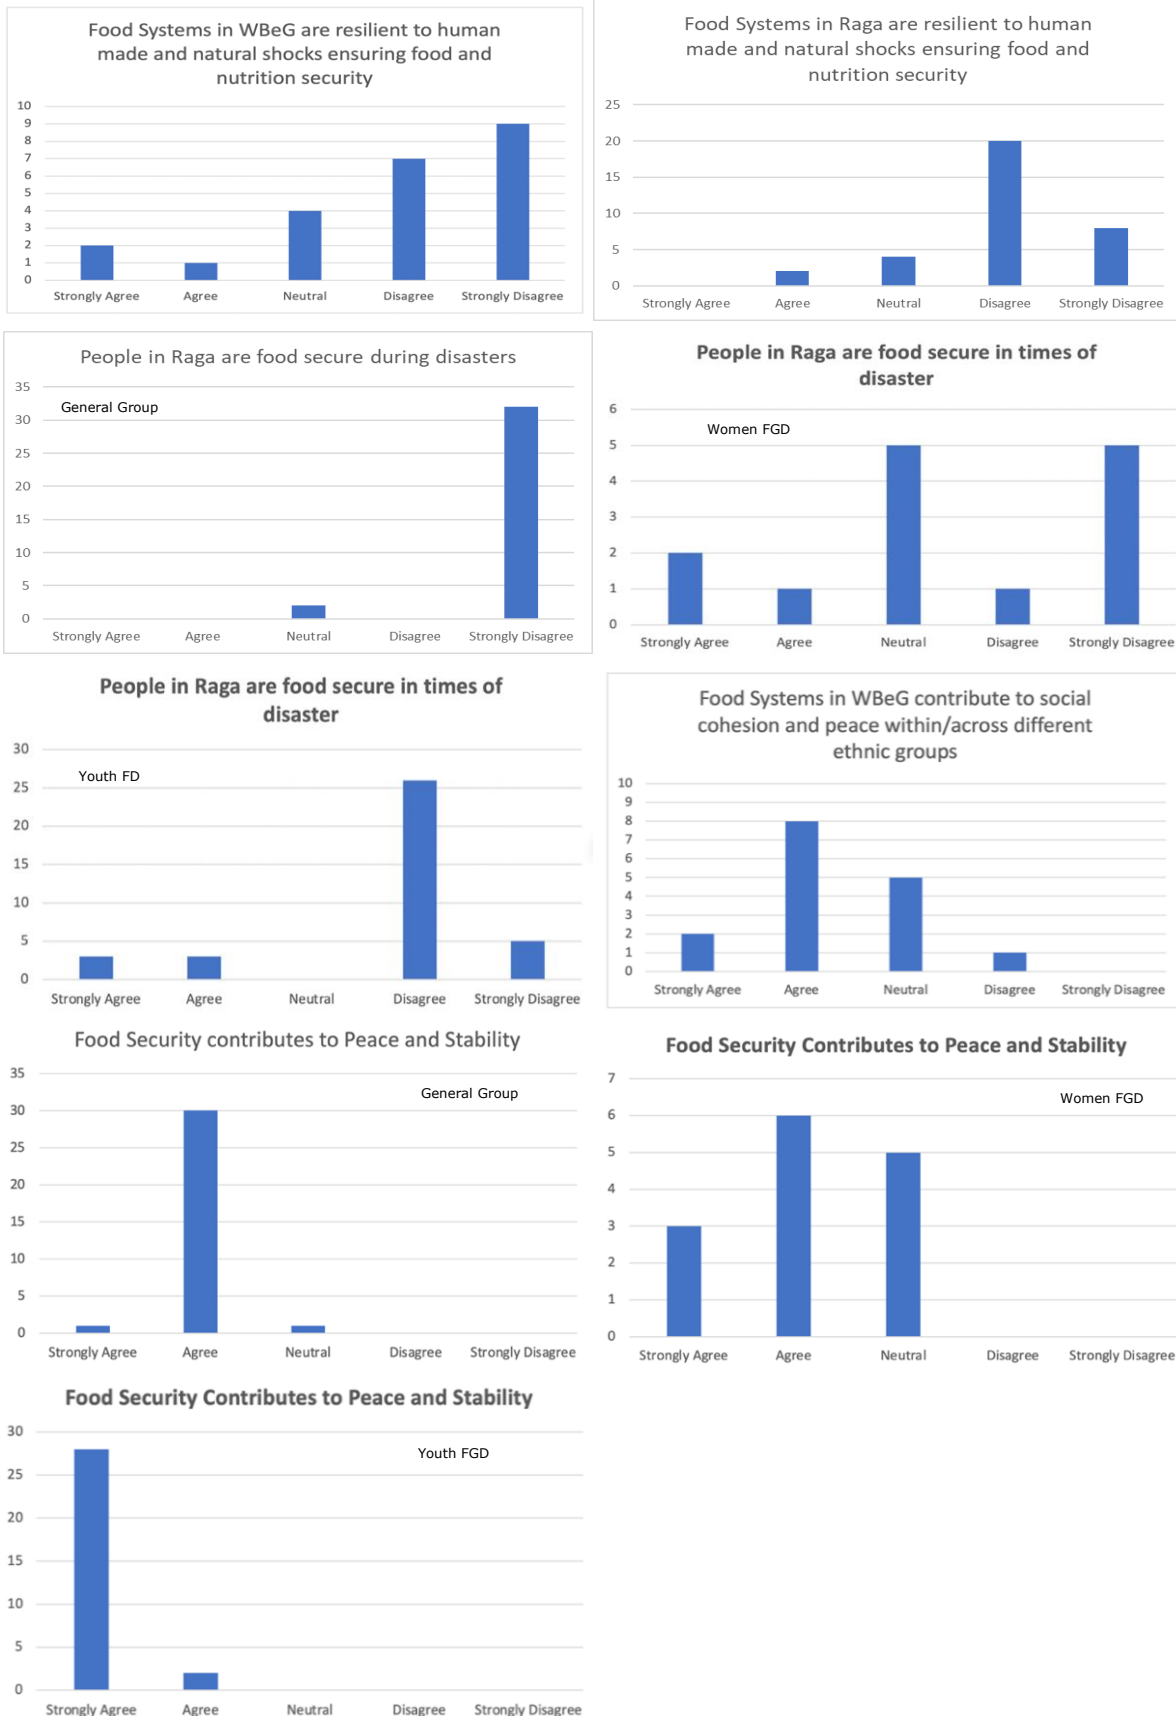 Food Systems in WBeG are resilient to human
made and natural shocks ensuring food and
nutrition security
10
9
8
7
6
5
4
3
2
1
0
Strongly Agree Agree Neutral Disagree Strongly Disagree
Food Systems in Raga are resilient to human
made and natural shocks ensuring food and
nutrition security
25
20
15
10
5
0
Strongly Agree Agree Neutral Disagree Strongly Disagree
People in Raga are food secure during disasters
General Group
35
30
25
20
15
10
5
0
Strongly Agree Agree Neutral Disagree Strongly Disagree
People in Raga are food secure in times of
disaster
Women FGD
6
5
4
3
2
1
0
Strongly Agree Agree Neutral Disagree Strongly Disagree
People in Raga are food secure in times of
disaster
Youth FD
30
25
20
15
10
5
0
Strongly Agree Agree Neutral Disagree Strongly Disagree
Food Systems in WBeG contribute to social
cohesion and peace within/across different
ethnic groups
10
9
8
7
6
5
4
3
2
1
0
Strongly Agree Agree Neutral Disagree Strongly Disagree
Food Security contributes to Peace and Stability
General Group
35
30
25
20
15
10
5
0
Strongly Agree Agree Neutral Disagree Strongly Disagree
Food Security Contributes to Peace and Stability
Women FGD
7
6
5
4
3
2
1
0
Strongly Agree Agree Neutral Disagree Strongly Disagree
Food Security Contributes to Peace and Stability
Youth FGD
30
25
20
15
10
5
0
Strongly Agree Agree Neutral Disagree Strongly Disagree